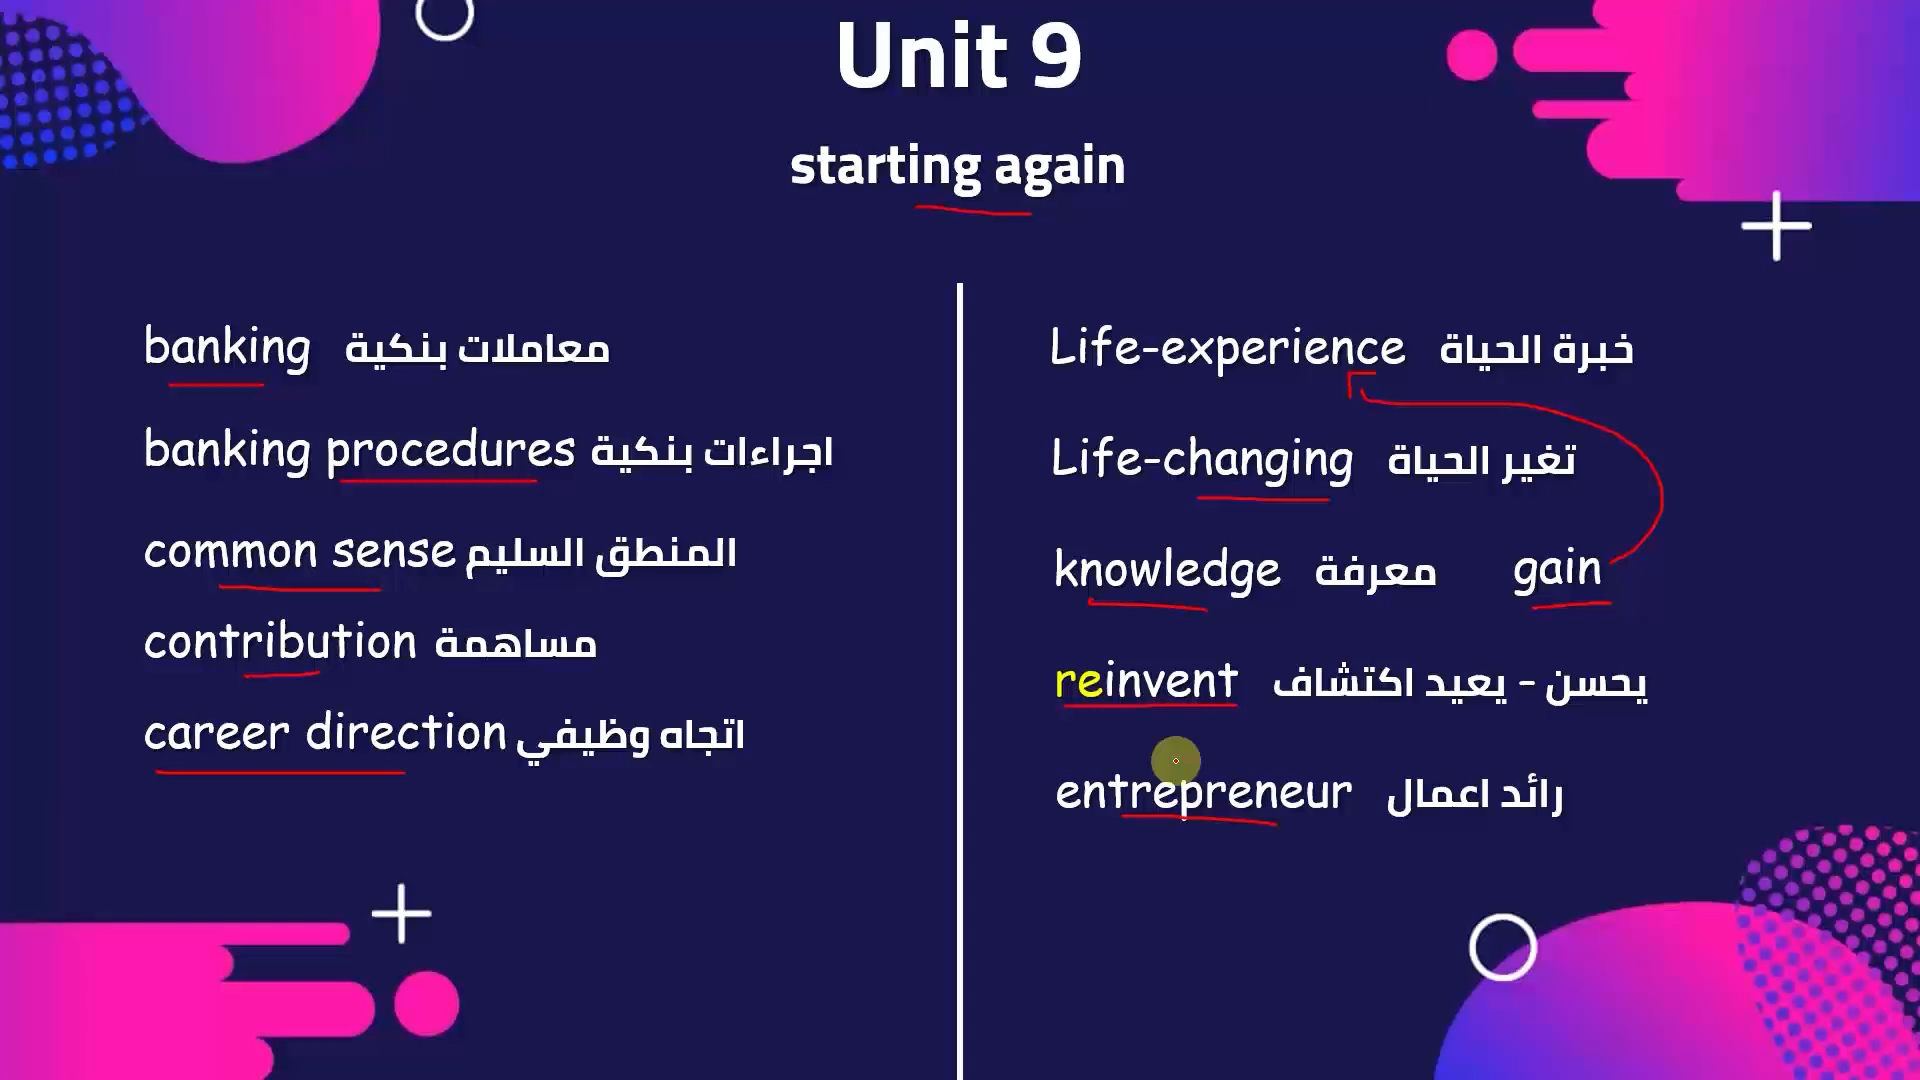 Unit 9
starting again
banking معاملات بنكية
banking procedures اجراءات بنكية
common sense المنطق السليم
contribution مساهمة
career direction اتجاه وظيفي
Life-experience خبرة الحياة
Life-changing تغير الحياة
knowledge معرفة gain
reinvent يحسن - يعيد اكتشاف
entrepreneur رائد اعمال